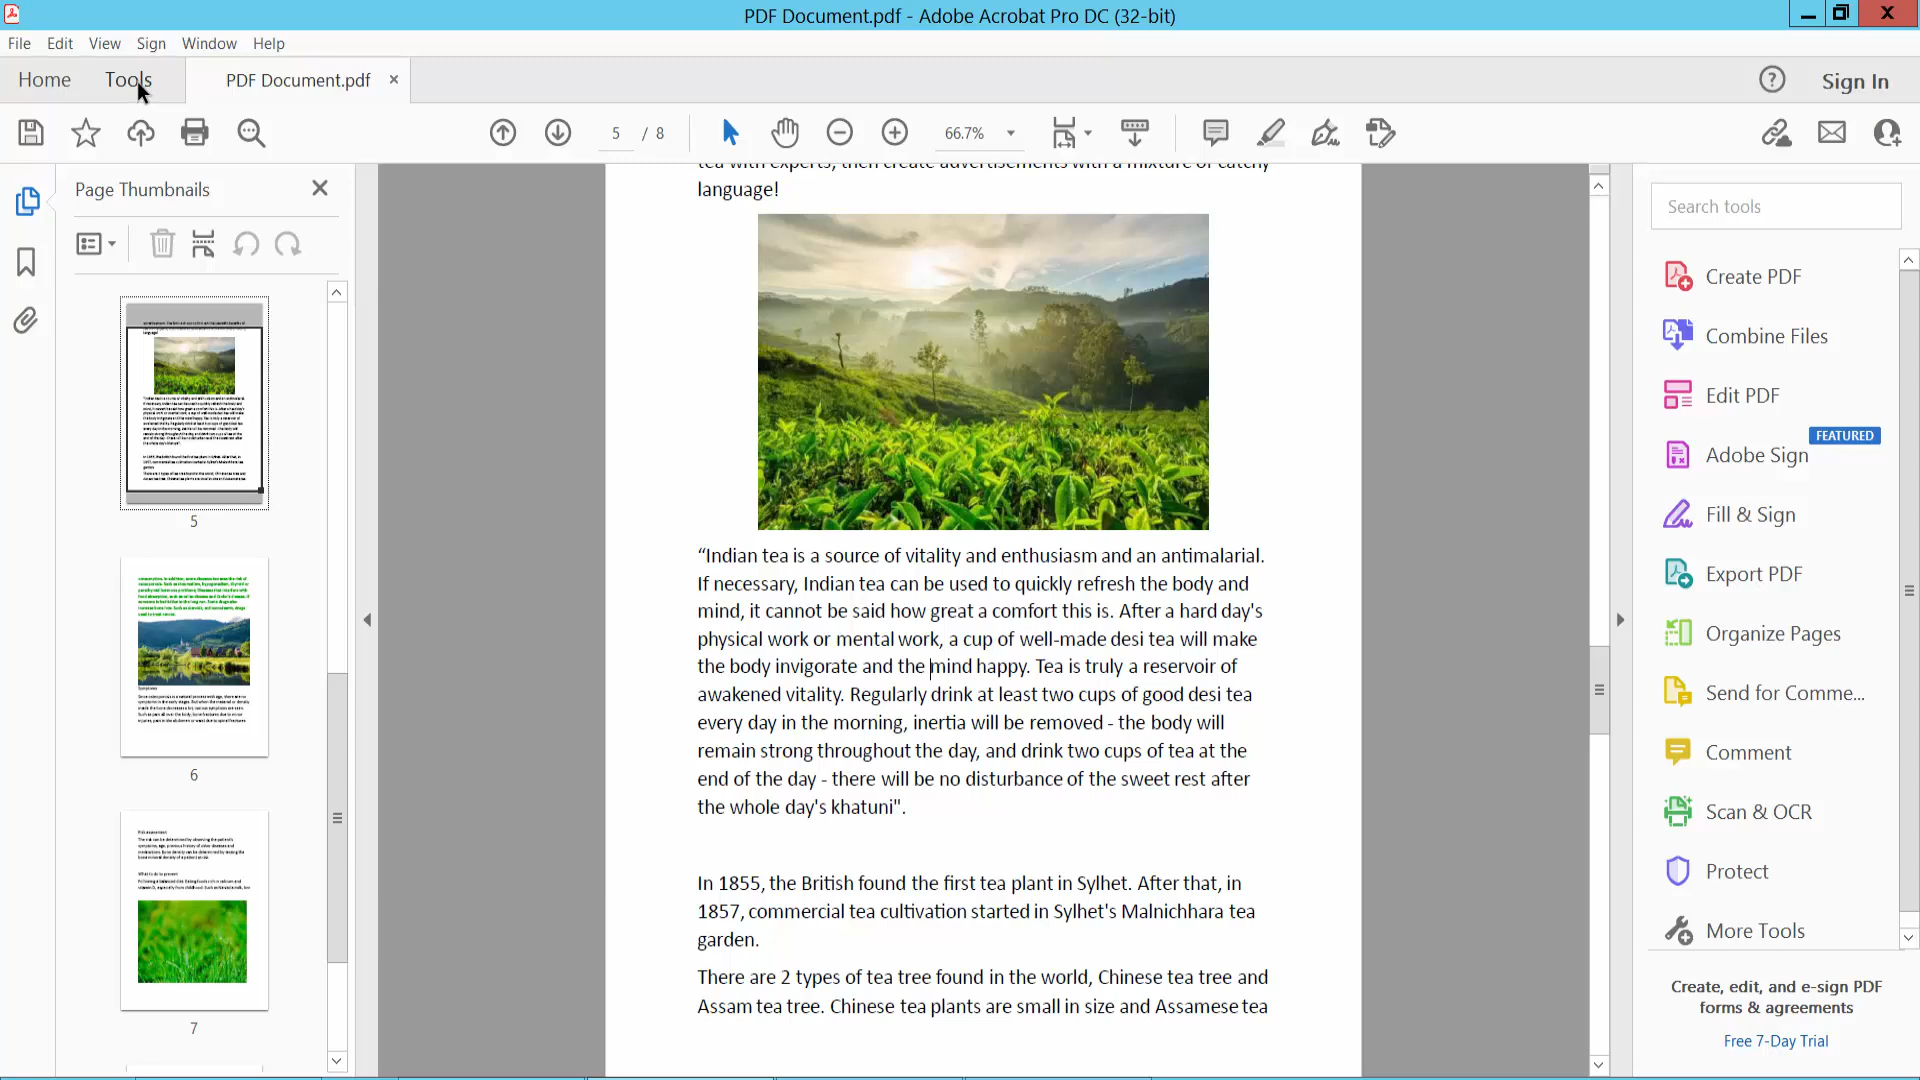 PDF Document.pdf - Adobe Acrobat Pro DC (32-bit)
File Edit View Sign Window Help
Home Tools PDF Document.pdf × Sign In
5 / 8 66.7%
Page Thumbnails
5
6
7
tea with experts, then create advertisements with a mixture of catchy
language!
“Indian tea is a source of vitality and enthusiasm and an antimalarial.
If necessary, Indian tea can be used to quickly refresh the body and
mind, it cannot be said how great a comfort this is. After a hard day's
physical work or mental work, a cup of well-made desi tea will make
the body invigorate and the mind happy. Tea is truly a reservoir of
awakened vitality. Regularly drink at least two cups of good desi tea
every day in the morning, inertia will be removed - the body will
remain strong throughout the day, and drink two cups of tea at the
end of the day - there will be no disturbance of the sweet rest after
the whole day's khatuni".
In 1855, the British found the first tea plant in Sylhet. After that, in
1857, commercial tea cultivation started in Sylhet's Malnichhara tea
garden.
There are 2 types of tea tree found in the world, Chinese tea tree and
Assam tea tree. Chinese tea plants are small in size and Assamese tea
Search tools
Create PDF
Combine Files
Edit PDF
FEATURED
Adobe Sign
Fill & Sign
Export PDF
Organize Pages
Send for Comme...
Comment
Scan & OCR
Protect
More Tools
Create, edit, and e-sign PDF
forms & agreements
Free 7-Day Trial